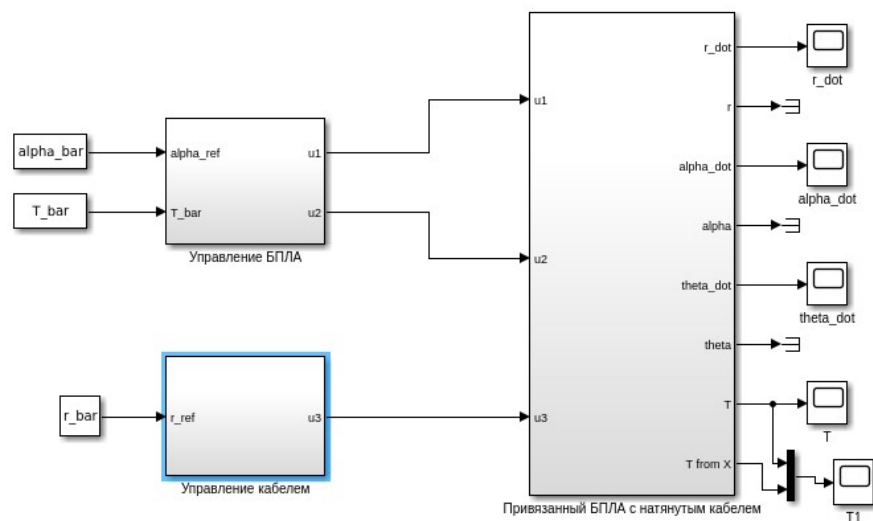 alpha_bar
T_bar
alpha_ref
T_bar
u1
u2
Управление БПЛА
r_bar
r_ref
u3
Управление кабелем
u1
u2
u3
r_dot
r
alpha_dot
alpha
theta_dot
theta
T
T from X
Привязанный БПЛА с натянутым кабелем
r_dot
alpha_dot
theta_dot
T
T1